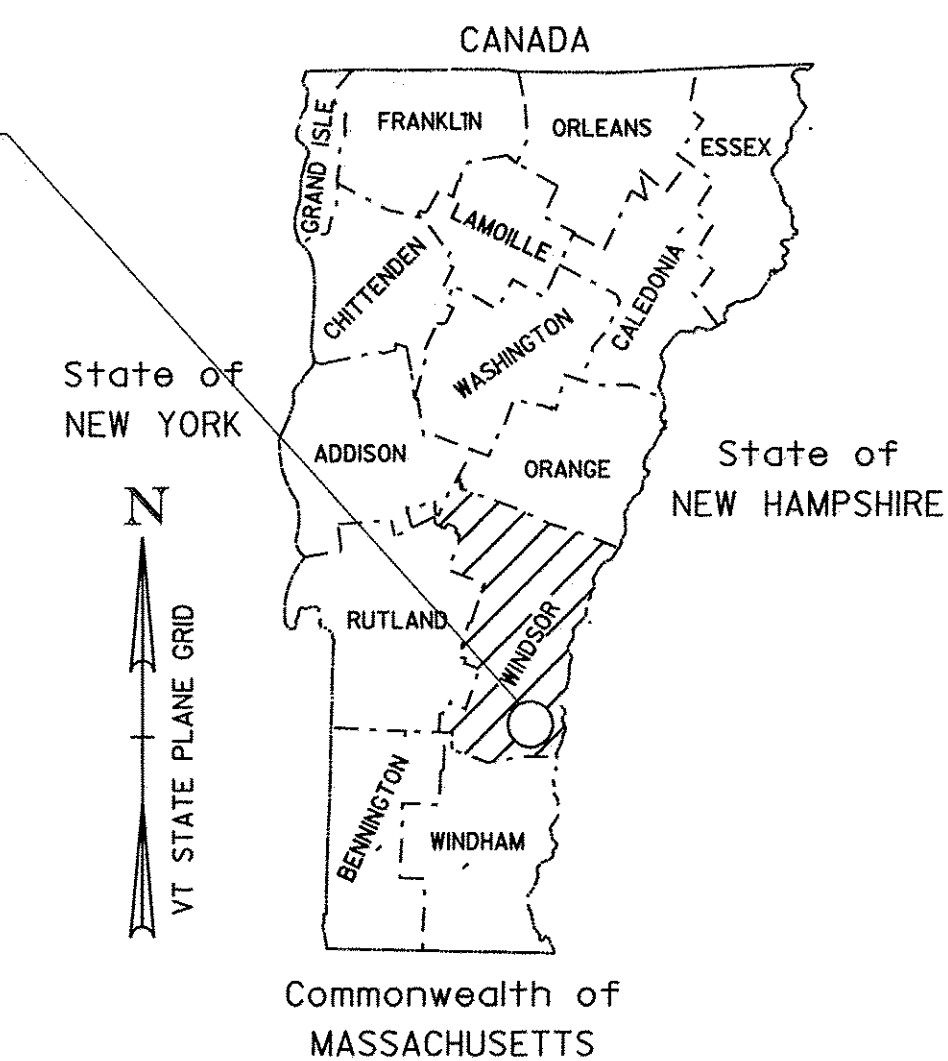 CANADA
GRAND ISLE
FRANKLIN
ORLEANS
ESSEX
LAMOILLE
CHITTENDEN
CALEDONIA
WASHINGTON
State of
NEW YORK
ADDISON
ORANGE
State of
NEW HAMPSHIRE
N
VT STATE PLANE GRID
RUTLAND
WINDSOR
BENNINGTON
WINDHAM
Commonwealth of
MASSACHUSETTS